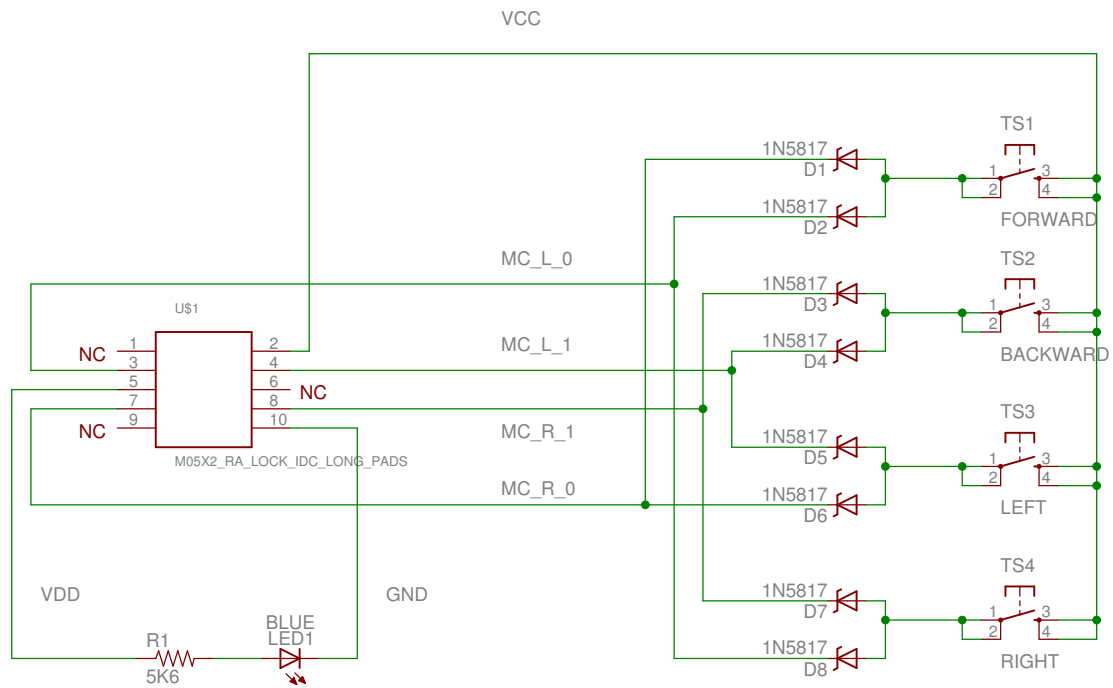 VCC
TS1
1N5817
D1
1 3
2 4
1N5817
D2
FORWARD
MC_L_0
TS2
1N5817
D3
1 3
2 4
U$1
1N5817
D4
BACKWARD
MC_L_1
NC 1 2
3 4
5 6 NC
7 8
NC 9 10
M05X2_RA_LOCK_IDC_LONG_PADS
MC_R_1
TS3
1N5817
D5
1 3
2 4
MC_R_0
1N5817
D6
LEFT
TS4
VDD
GND
1N5817
D7
1 3
2 4
R1
5K6
BLUE
LED1
1N5817
D8
RIGHT